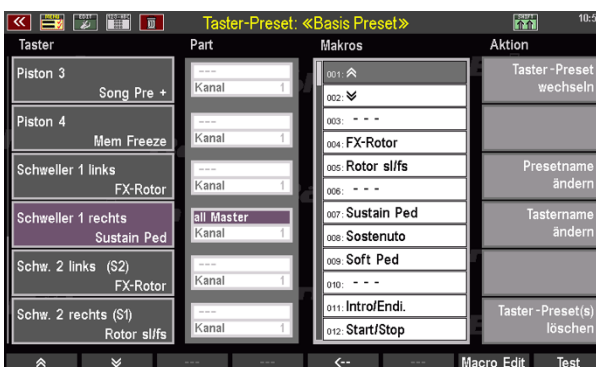 Taster-Preset: «Basis Preset»
10:5
Taster
Part
Makros
Aktion
Piston 3
Song Pre +
---
Kanal 1
Piston 4
Mem Freeze
---
Kanal 1
Schweller 1 links
FX-Rotor
---
Kanal 1
Schweller 1 rechts
Sustain Ped
all Master
Kanal 1
Schw. 2 links (S2)
FX-Rotor
---
Kanal 1
Schw. 2 rechts (S1)
Rotor sl/fs
---
Kanal 1
001:
002:
003: - - -
004: FX-Rotor
005: Rotor sl/fs
006: - - -
007: Sustain Ped
008: Sostenuto
009: Soft Ped
010: - - -
011: Intro/Endi.
012: Start/Stop
Taster-Preset
wechseln
Presetname
ändern
Tastername
ändern
Taster-Preset(s)
löschen
--- --- <-- --- Macro Edit Test